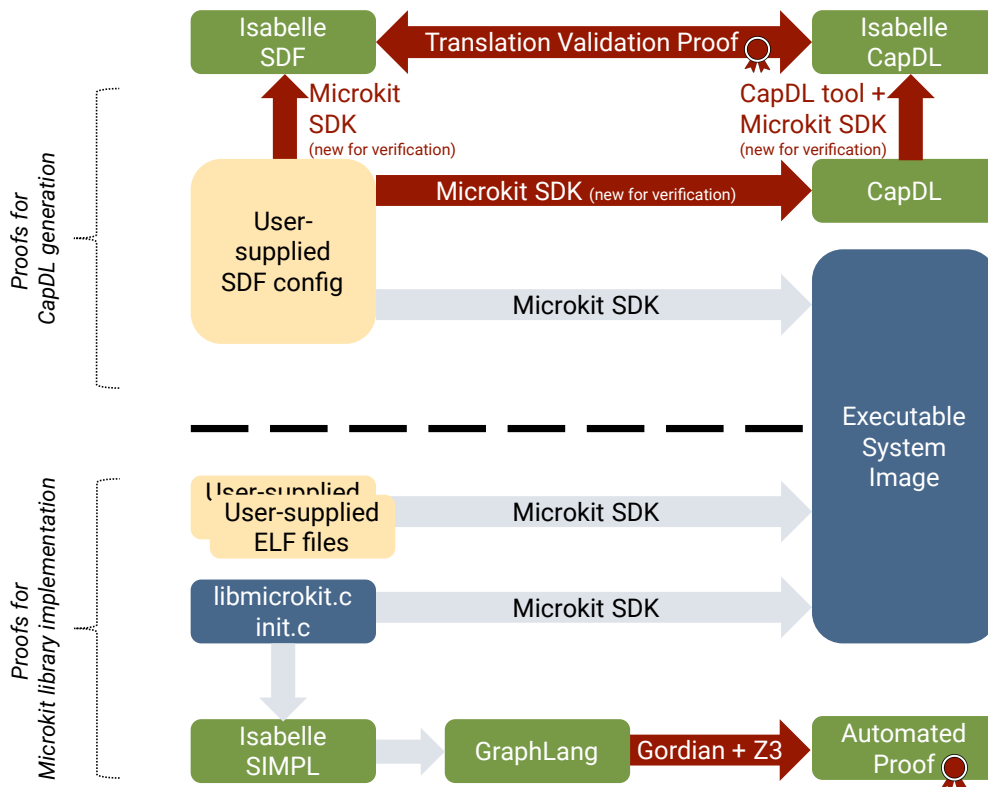 Isabelle
SDF
Translation Validation Proof
Isabelle
CapDL
Microkit
SDK
(new for verification)
CapDL tool +
Microkit SDK
(new for verification)
Proofs for
CapDL generation
User-
supplied
SDF config
Microkit SDK (new for verification)
CapDL
Microkit SDK
Executable
System
Image
Proofs for
Microkit library implementation
User-supplied
User-supplied
ELF files
Microkit SDK
libmicrokit.c
init.c
Microkit SDK
Isabelle
SIMPL
GraphLang
Gordian + Z3
Automated
Proof